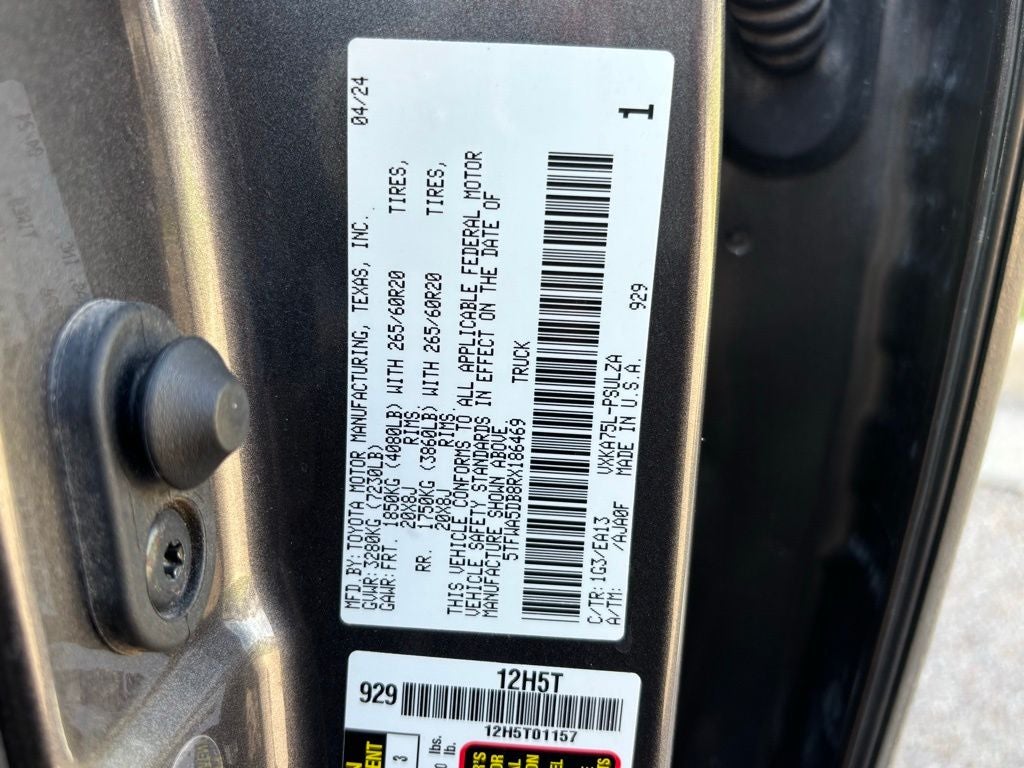 MFD.BY:TOYOTA MOTOR MANUFACTURING, TEXAS, INC. 04/24
GVWR:3280KG (7230LB)
GAWR:FRT. 1850KG (4080LB) WITH 265/60R20 TIRES,
20X8J RIMS.
RR. 1750KG (3860LB) WITH 265/60R20 TIRES,
20X8J RIMS.
THIS VEHICLE CONFORMS TO ALL APPLICABLE FEDERAL MOTOR
VEHICLE SAFETY STANDARDS IN EFFECT ON THE DATE OF
MANUFACTURE SHOWN ABOVE.
5TFWA5DB8RX186469 TRUCK
C/TR:1G3/EA13 VXKA75L-PSULZA 929
A/TM: /AJA0F MADE IN U.S.A.
1
12H5T
929
12H5T01157